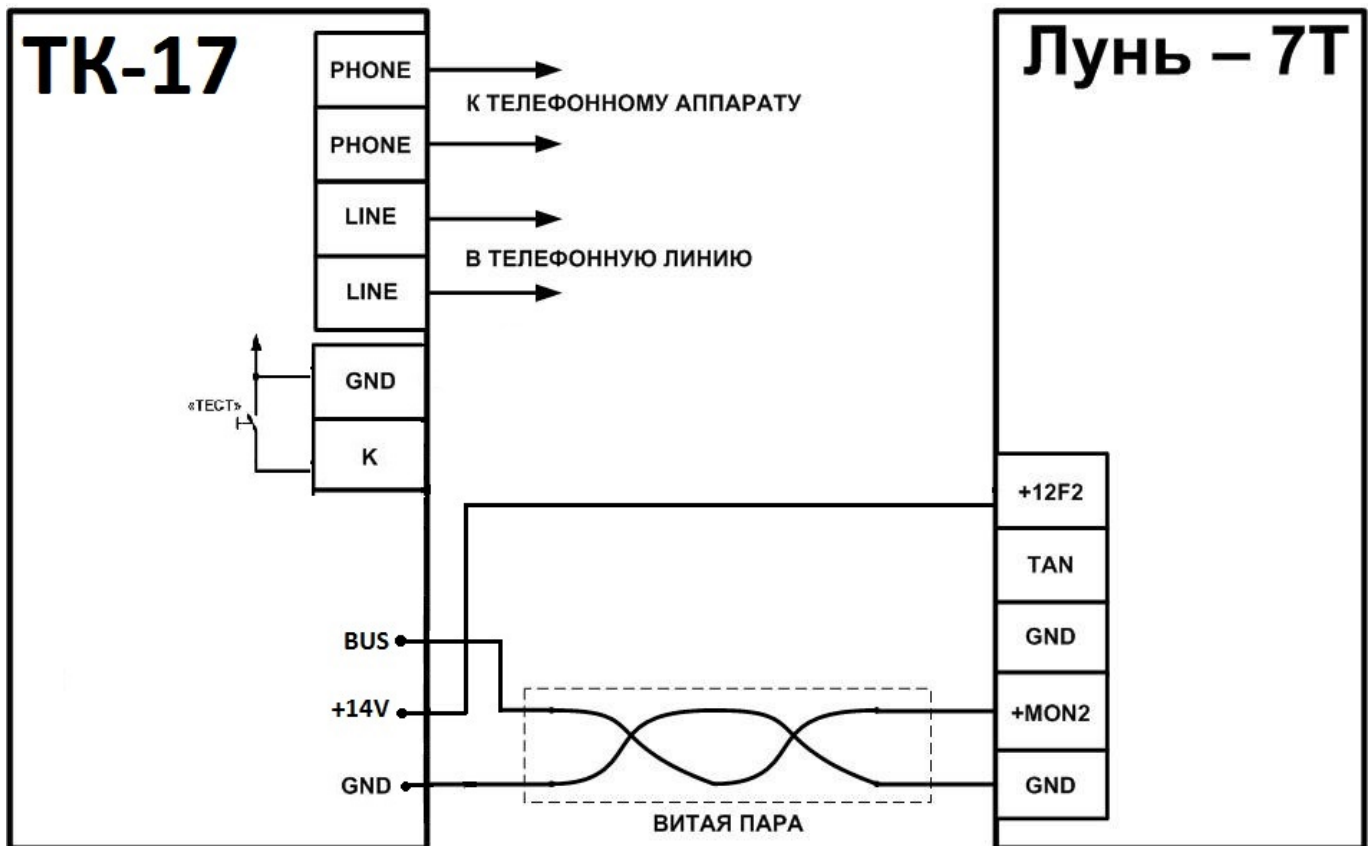 ТК-17
Лунь – 7Т
PHONE
К ТЕЛЕФОННОМУ АППАРАТУ
PHONE
LINE
В ТЕЛЕФОННУЮ ЛИНИЮ
LINE
GND
«ТЕСТ»
K
+12F2
TAN
GND
BUS
+14V
+MON2
GND
GND
ВИТАЯ ПАРА